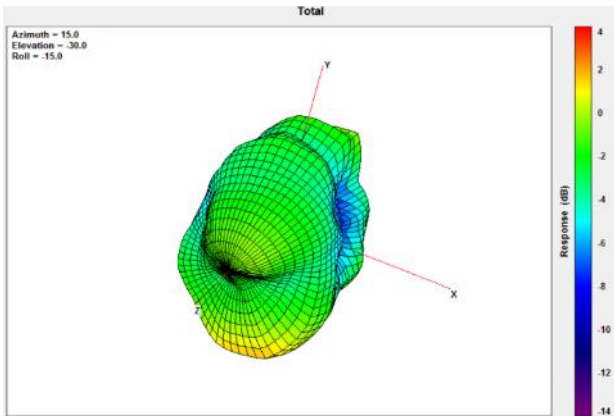 Total
Azimuth = 15.0
Elevation = -30.0
Roll = -15.0
Y
X
Z
4
2
0
-2
-4
-6
-8
-10
-12
-14
Response (dB)